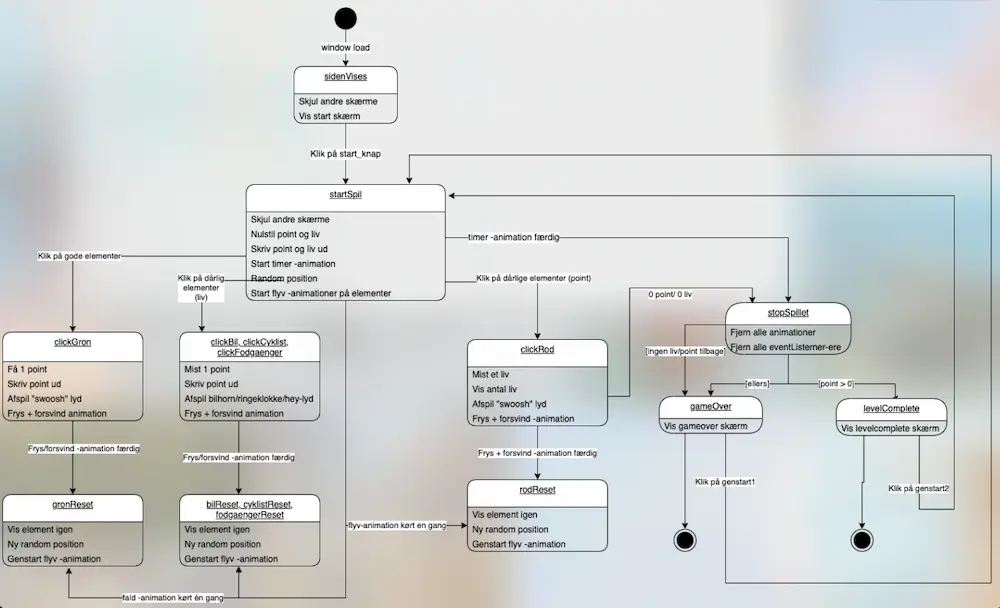 window load
sidenVises
Skjul andre skærme
Vis start skærm
Klik på start_knap
startSpil
Skjul andre skærme
Nulstil point og liv
Skriv point og liv ud
Start timer -animation
Random position
Start flyv -animationer på elementer
Klik på gode elementer
Klik på dårlig
elementer
(liv)
Klik på dårlige elementer (point)
timer -animation færdig
0 point/ 0 liv
clickGron
Få 1 point
Skriv point ud
Afspil "swoosh" lyd
Frys + forsvind animation
clickBil, clickCyklist,
clickFodgaenger
Mist 1 point
Skriv point ud
Afspil bilhorn/ringeklokke/hey-lyd
Frys + forsvind animation
clickRod
Mist et liv
Vis antal liv
Afspil "swoosh" lyd
Frys + forsvind -animation
stopSpillet
Fjern alle animationer
Fjern alle eventListerner-ere
[ingen liv/point tilbage]
[ellers]
[point > 0]
gameOver
Vis gameover skærm
levelComplete
Vis levelcomplete skærm
Frys/forsvind -animation færdig
Frys/forsvind -animation færdig
Frys + forsvind -animation færdig
Klik på genstart1
Klik på genstart2
gronReset
Vis element igen
Ny random position
Genstart flyv -animation
bilReset, cyklistReset,
fodgaengerReset
Vis element igen
Ny random position
Genstart flyv -animation
rodReset
Vis element igen
Ny random position
Genstart flyv -animation
flyv-animation kørt en gang
fald -animation kørt én gang